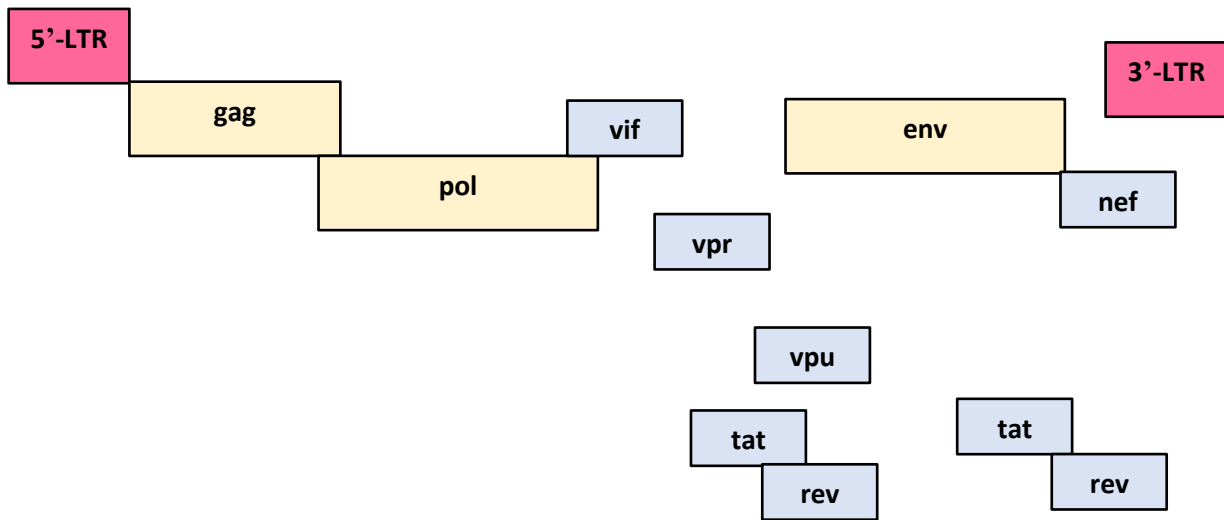 5’-LTR
3’-LTR
gag
vif
env
pol
nef
vpr
vpu
tat
tat
rev
rev